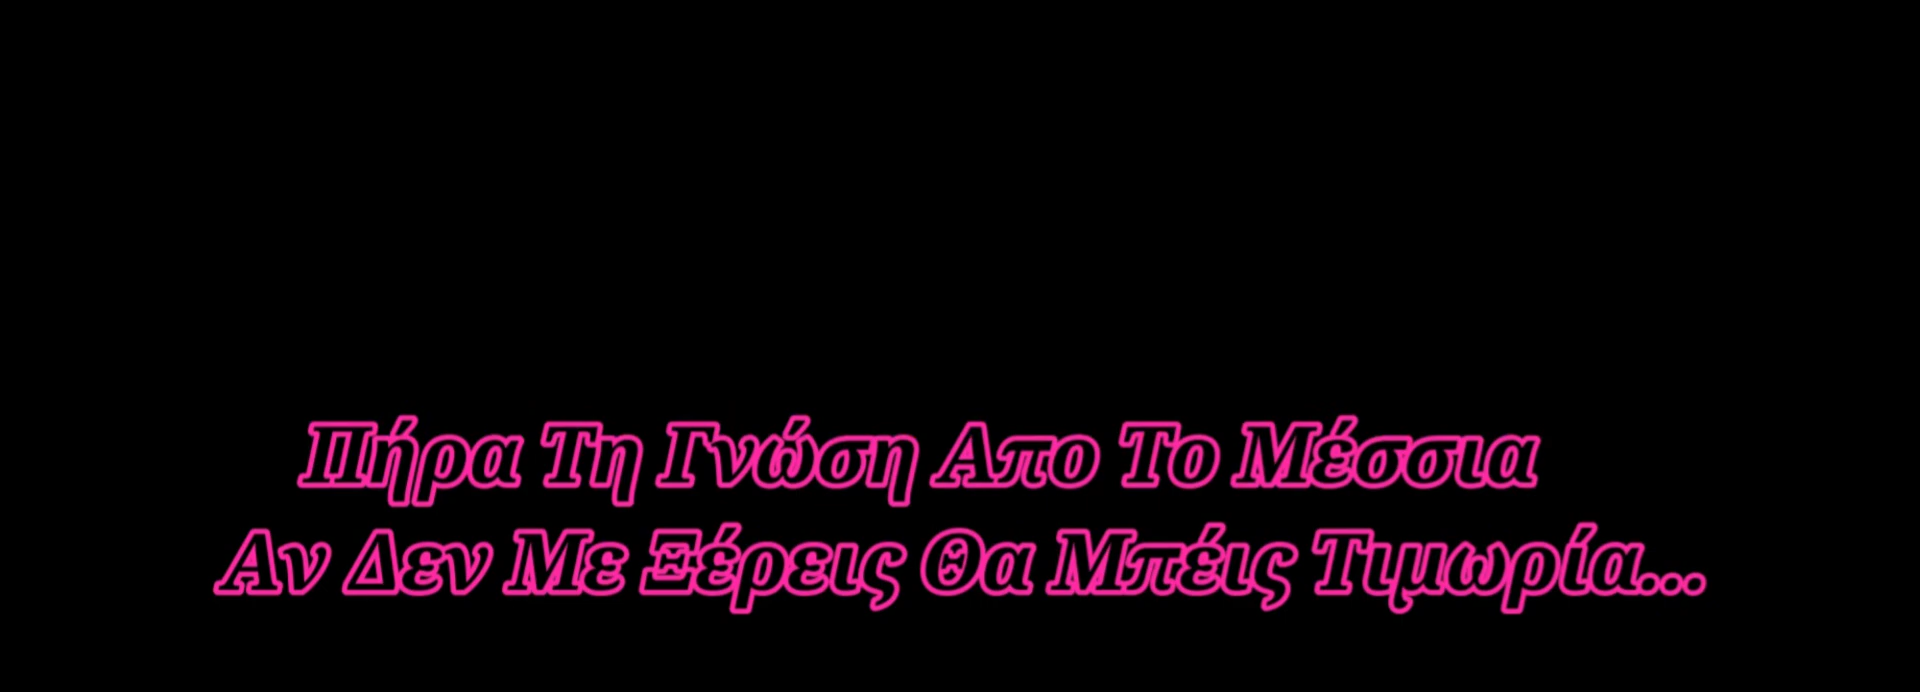 Πήρα Τη Γνώση Απο Το Μέσσια
Αν Δεν Με Ξέρεις Θα Μπέις Τιμωρία...